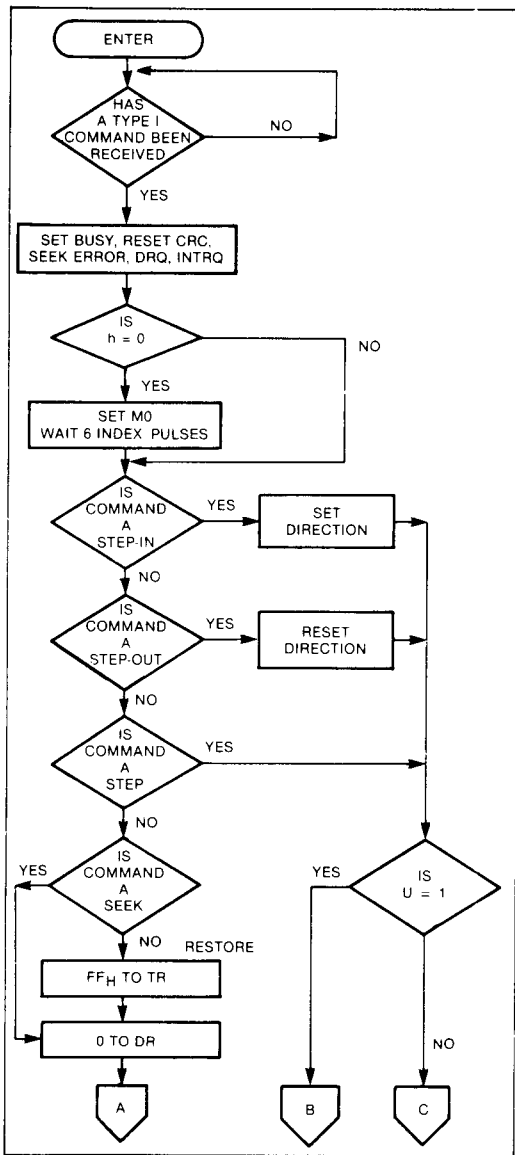 ENTER
HAS
A TYPE I
COMMAND BEEN
RECEIVED
NO
YES
SET BUSY, RESET CRC,
SEEK ERROR, DRQ, INTRQ
IS
h = 0
NO
YES
SET M0
WAIT 6 INDEX PULSES
IS
COMMAND
A
STEP-IN
YES
SET
DIRECTION
NO
IS
COMMAND
A
STEP-OUT
YES
RESET
DIRECTION
NO
IS
COMMAND
A
STEP
YES
NO
IS
COMMAND
A
SEEK
YES
NO
RESTORE
IS
U = 1
YES
NO
FFH TO TR
0 TO DR
A
B
C